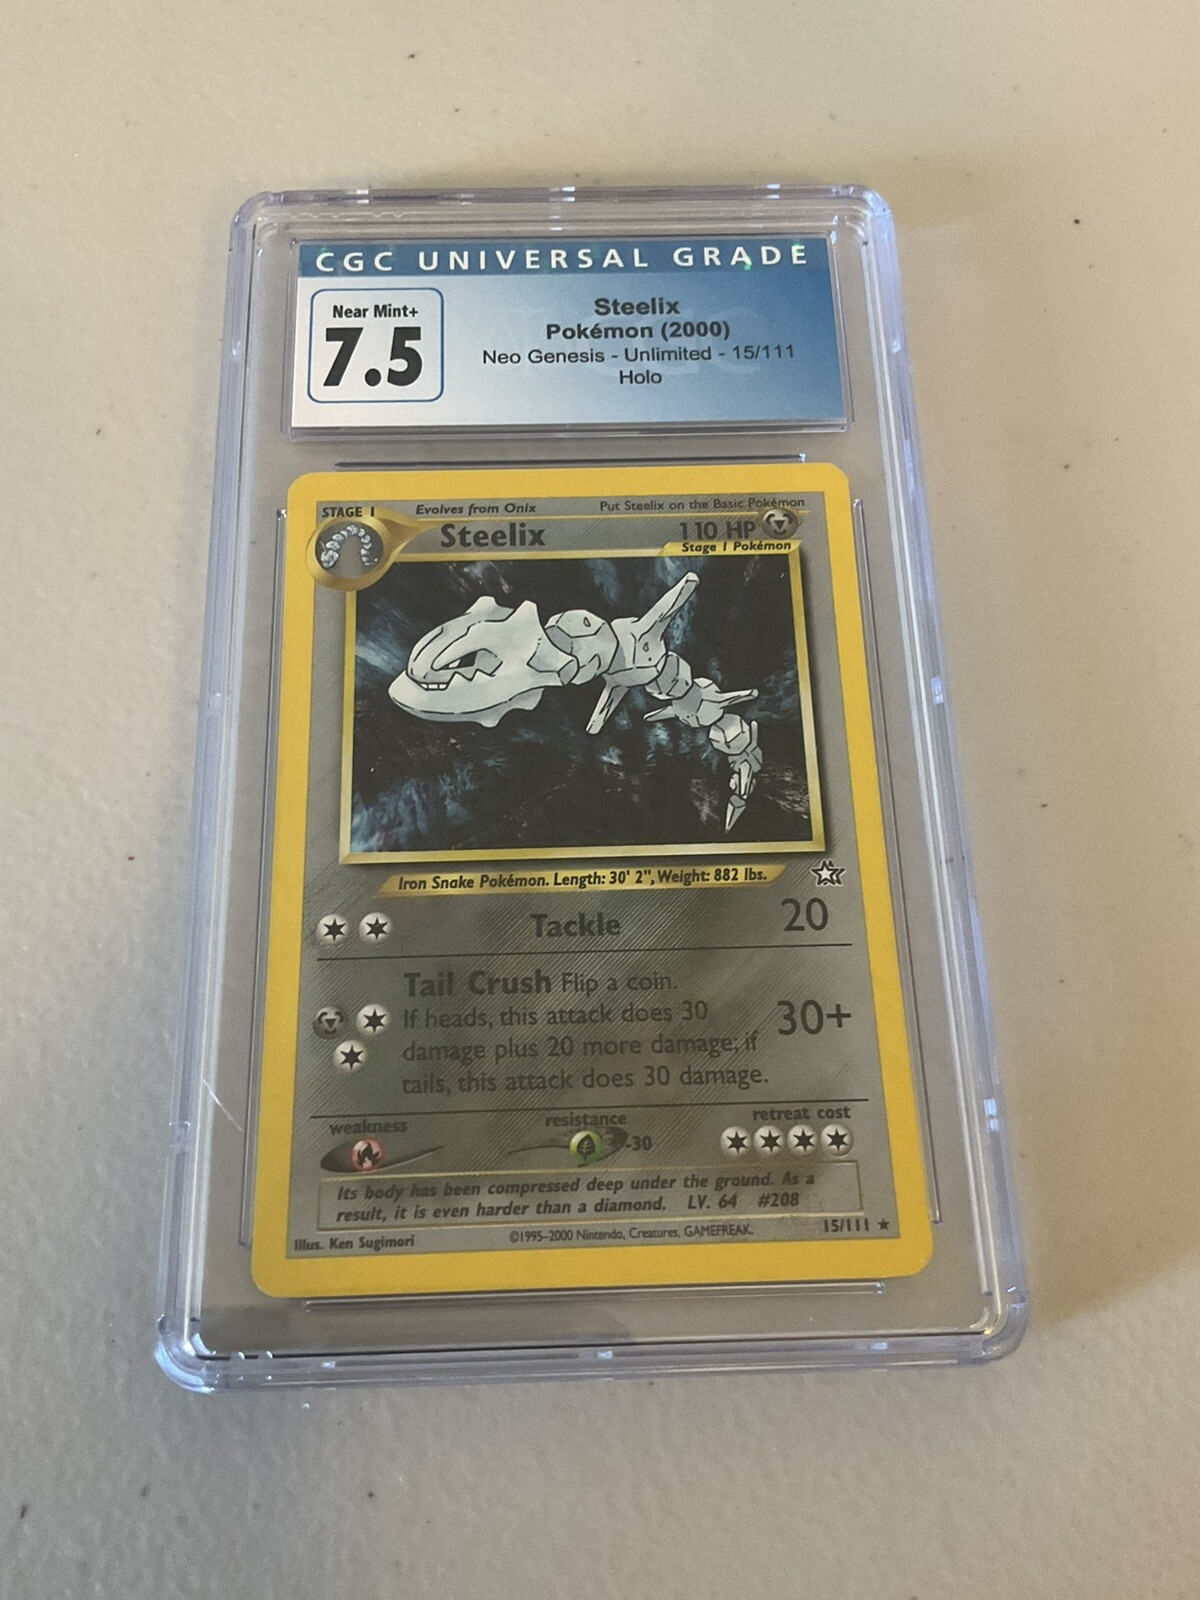 CGC UNIVERSAL GRADE
Near Mint+
7.5
Steelix
Pokémon (2000)
Neo Genesis - Unlimited - 15/111
Holo
STAGE 1
Evolves from Onix
Put Steelix on the Basic Pokémon
Steelix
110 HP
Stage 1 Pokémon
Iron Snake Pokémon. Length: 30' 2", Weight: 882 lbs.
Tackle 20
Tail Crush Flip a coin.
If heads, this attack does 30
damage plus 20 more damage; if
tails, this attack does 30 damage.
30+
weakness
resistance
retreat cost
-30
Its body has been compressed deep under the ground. As a
result, it is even harder than a diamond. LV. 64 #208
Illus. Ken Sugimori
©1995-2000 Nintendo, Creatures, GAMEFREAK.
15/111 ★